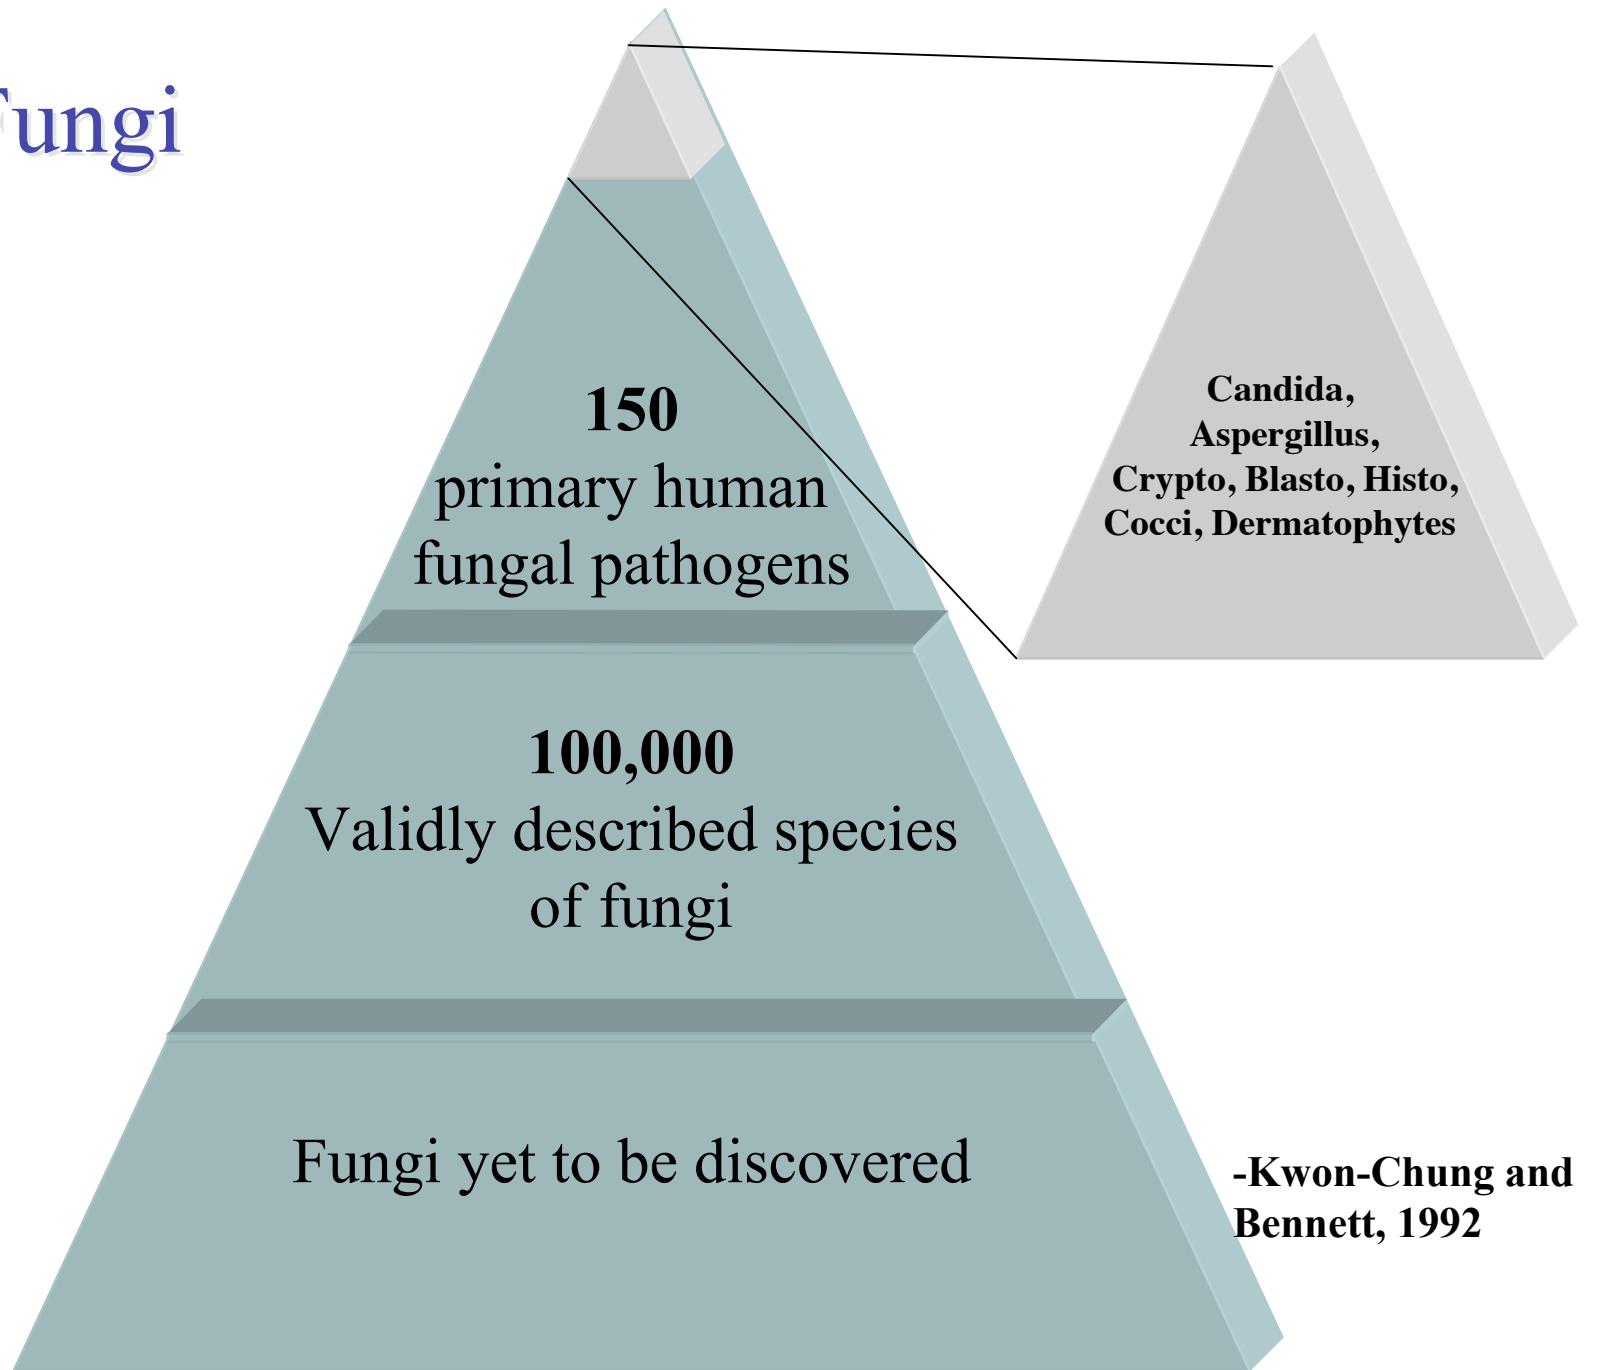 Fungi
150
primary human
fungal pathogens
Candida,
Aspergillus,
Crypto, Blasto, Histo,
Cocci, Dermatophytes
100,000
Validly described species
of fungi
Fungi yet to be discovered
-Kwon-Chung and
Bennett, 1992